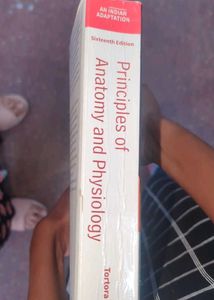 AN INDIAN
ADAPTATION
Sixteenth Edition
Principles of
Anatomy and Physiology
Tortora